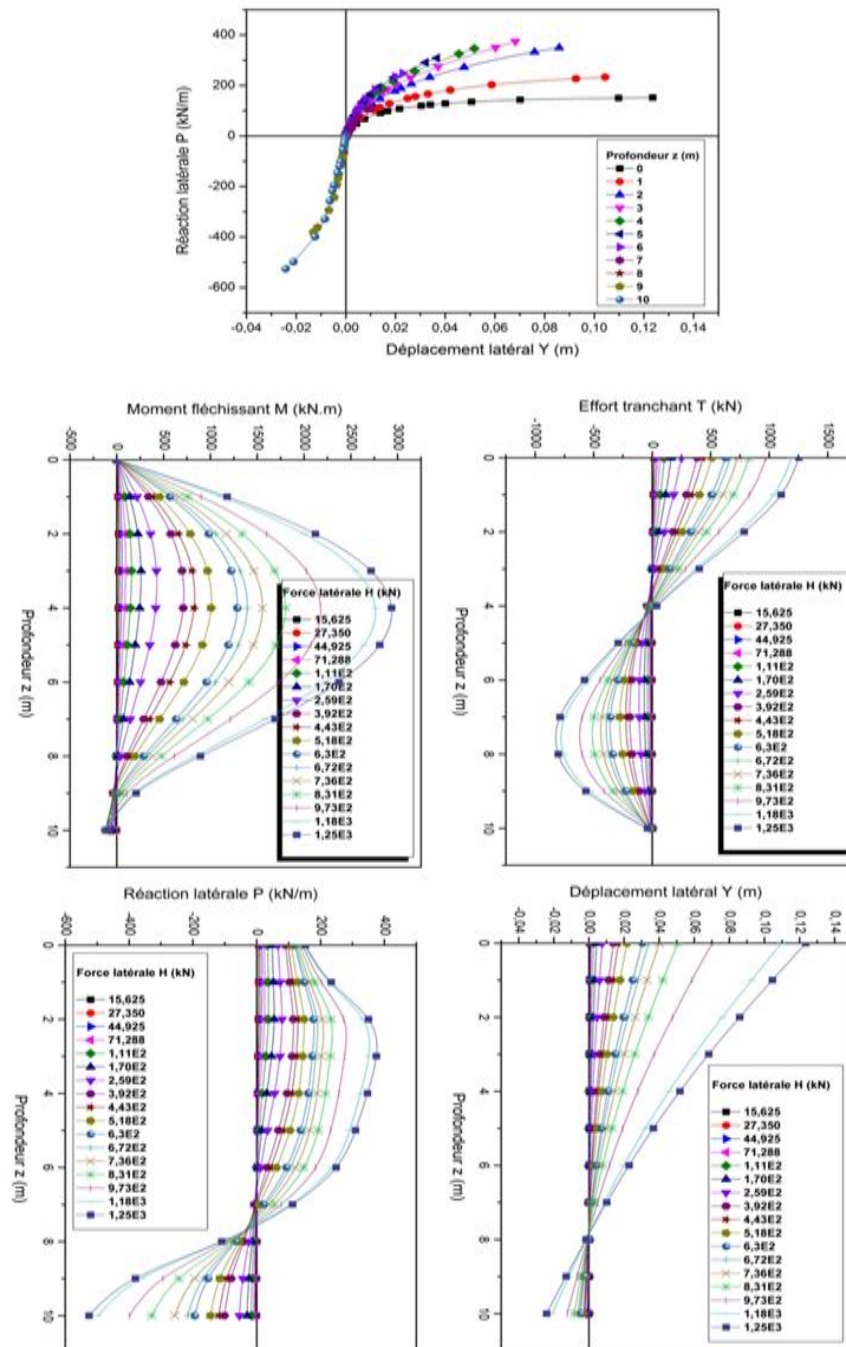 Réaction latérale P (kN/m)
400
200
0
-200
-400
-600
-0,04 -0,02 0,00 0,02 0,04 0,06 0,08 0,10 0,12 0,14
Déplacement latéral Y (m)
Profondeur z (m)
0
1
2
3
4
5
6
7
8
9
10
Moment fléchissant M (kN.m)
-5000 0 5000 10000 15000 20000 25000 30000
Profondeur z (m)
0
2
4
6
8
10
Force latérale H (kN)
15,625
27,350
44,925
71,288
1,11E2
1,70E2
2,59E2
3,92E2
4,43E2
5,18E2
6,3E2
6,72E2
7,36E2
8,31E2
9,73E2
1,18E3
1,25E3
Effort tranchant T (kN)
-1000 -500 0 500 1000 1500
Profondeur z (m)
0
2
4
6
8
10
Force latérale H (kN)
15,625
27,350
44,925
71,288
1,11E2
1,70E2
2,59E2
3,92E2
4,43E2
5,18E2
6,3E2
6,72E2
7,36E2
8,31E2
9,73E2
1,18E3
1,25E3
Réaction latérale P (kN/m)
-600 -400 -200 0 200 400
Profondeur z (m)
0
2
4
6
8
10
Force latérale H (kN)
15,625
27,350
44,925
71,288
1,11E2
1,70E2
2,59E2
3,92E2
4,43E2
5,18E2
6,3E2
6,72E2
7,36E2
8,31E2
9,73E2
1,18E3
1,25E3
Déplacement latéral Y (m)
-0,04 -0,02 0,00 0,02 0,04 0,06 0,08 0,10 0,12 0,14
Profondeur z (m)
0
2
4
6
8
10
Force latérale H (kN)
15,625
27,350
44,925
71,288
1,11E2
1,70E2
2,59E2
3,92E2
4,43E2
5,18E2
6,3E2
6,72E2
7,36E2
8,31E2
9,73E2
1,18E3
1,25E3